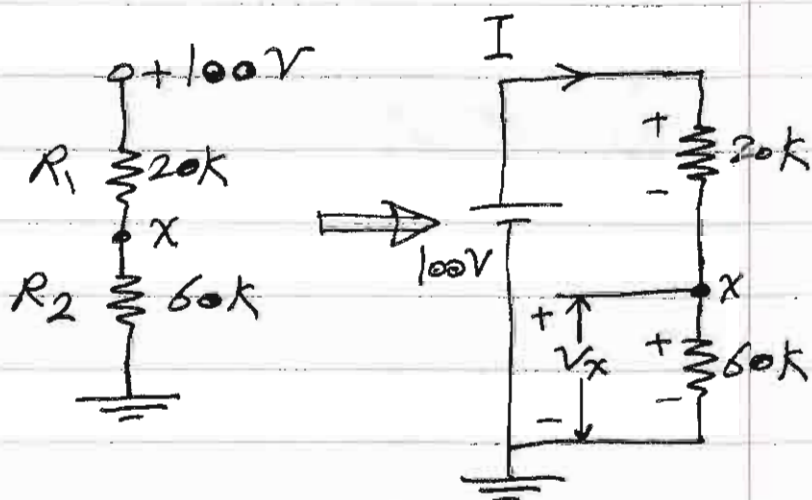 +100V
R1
20K
X
R2
60K
I
+
20K
-
100V
X
+
Vx
-
+
60K
-